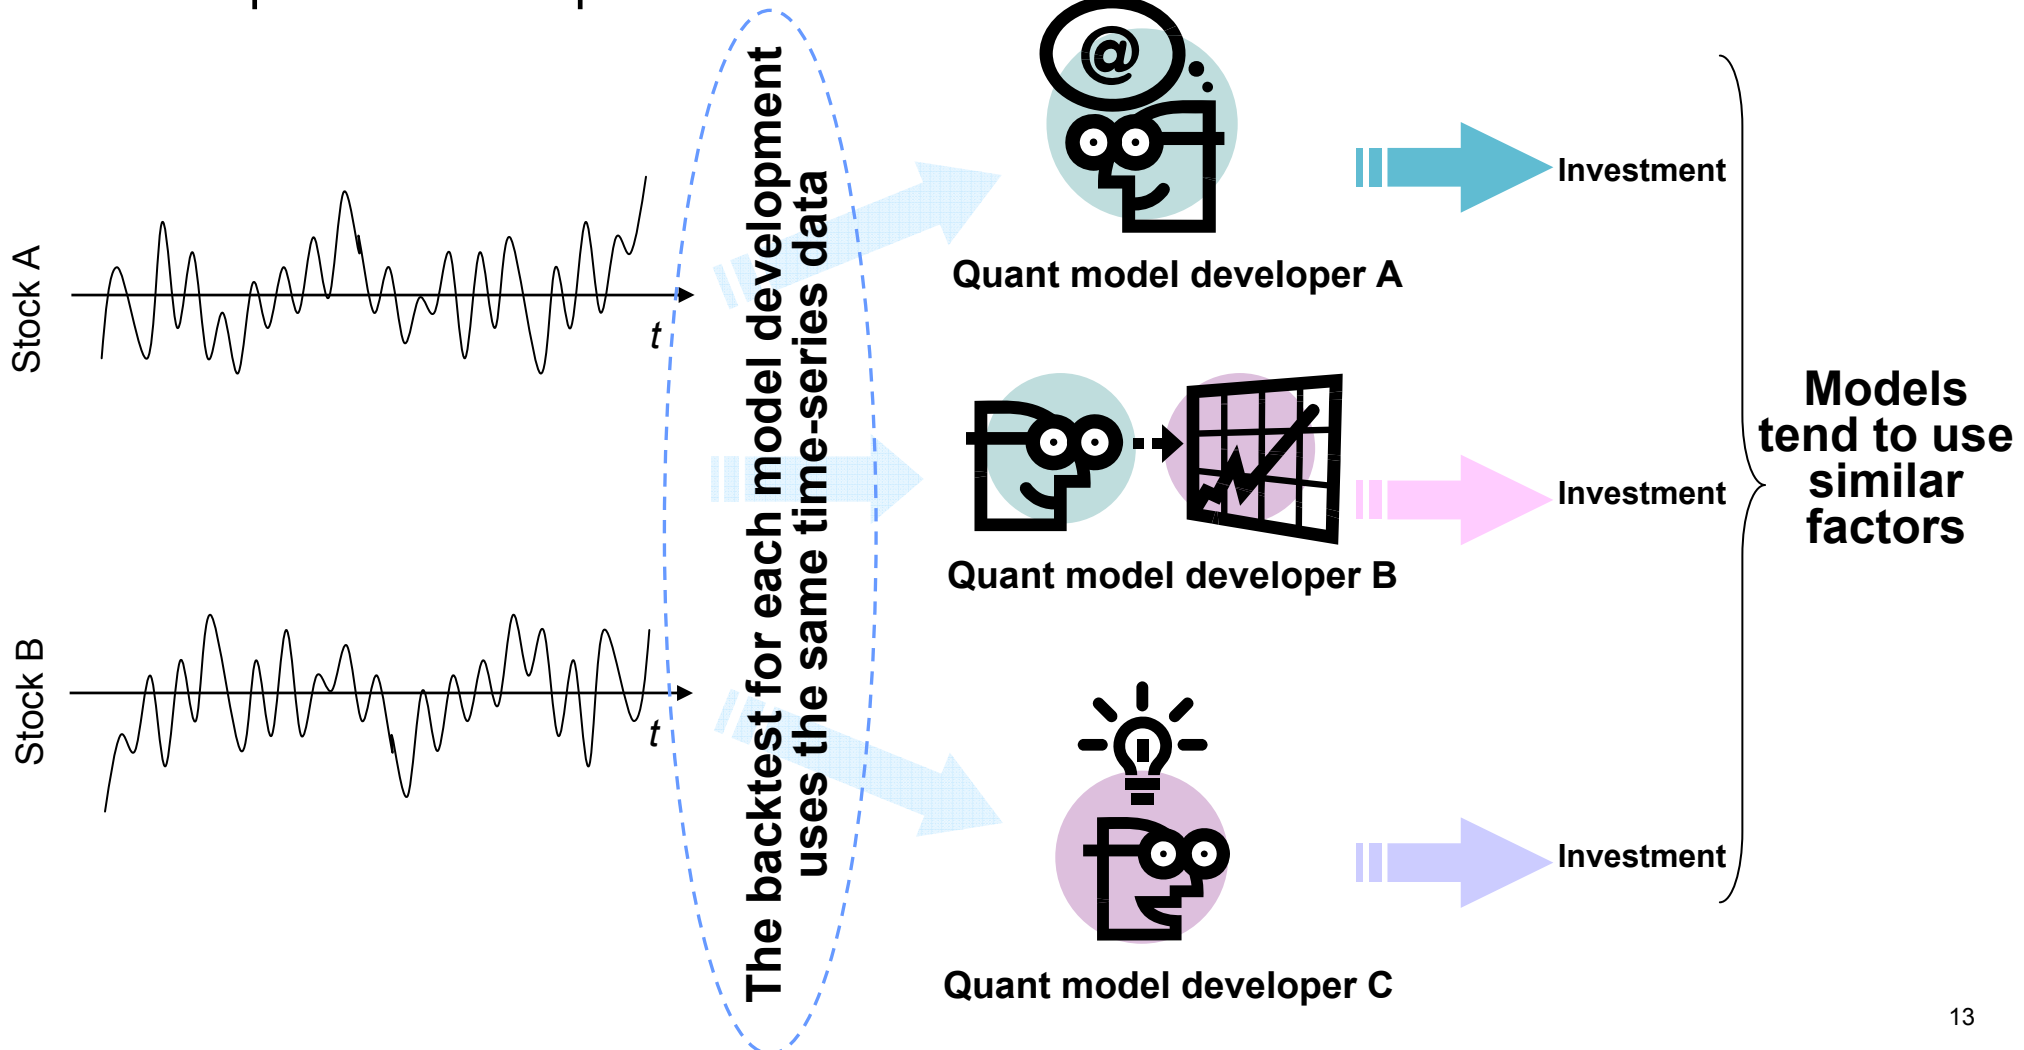 Stock A
t
Stock B
t
The backtest for each model development
uses the same time-series data
@
Quant model developer A
Quant model developer B
Quant model developer C
Investment
Investment
Investment
Models
tend to use
similar
factors
13